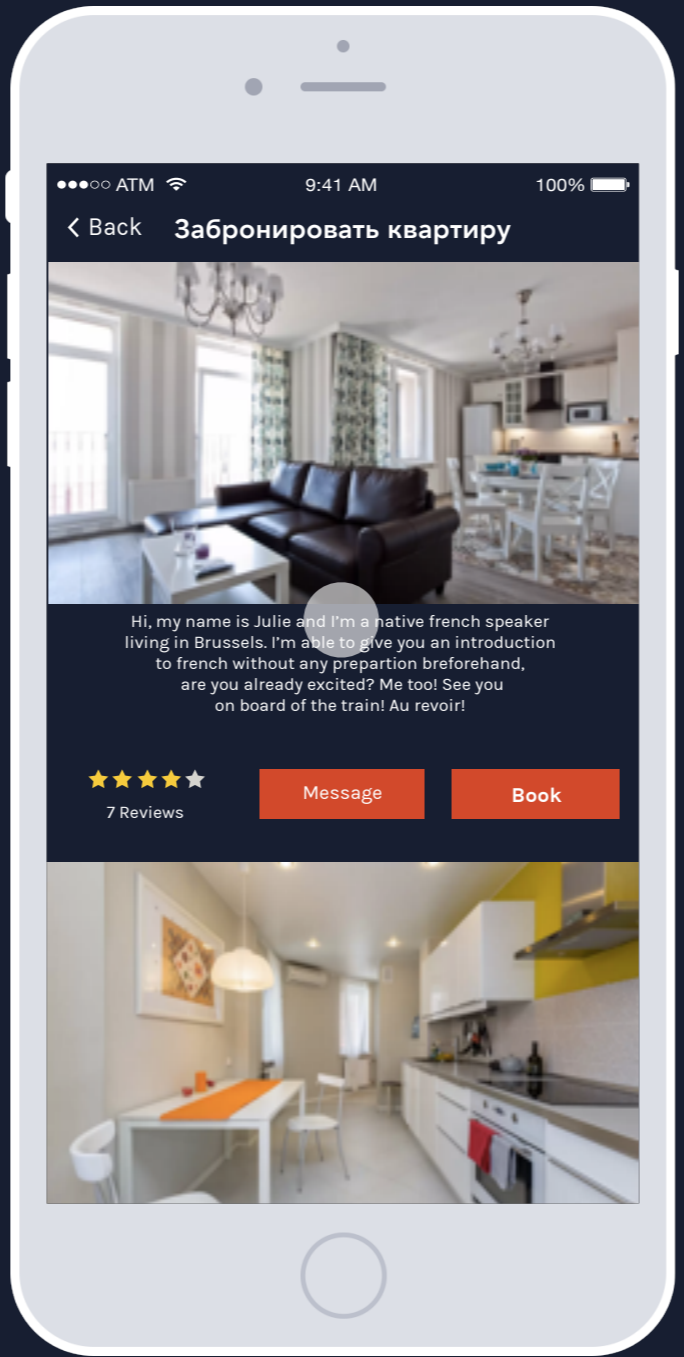 ATM 9:41 AM 100%
Back Забронировать квартиру
Hi, my name is Julie and I'm a native french speaker
living in Brussels. I'm able to give you an introduction
to french without any prepartion breforehand,
are you already excited? Me too! See you
on board of the train! Au revoir!
Message Book
7 Reviews